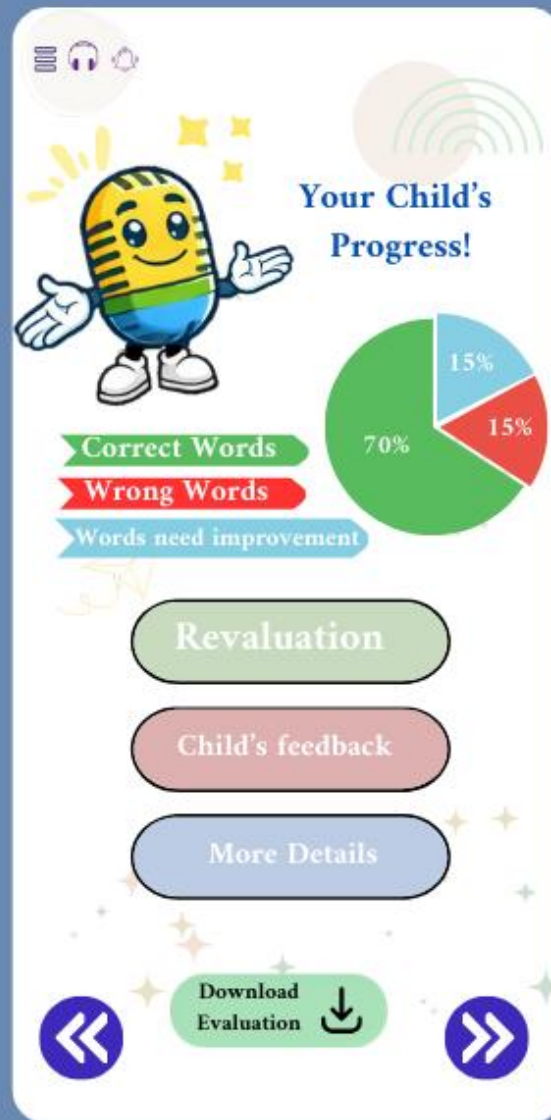 Your Child's
Progress!
15%
15%
70%
Correct Words
Wrong Words
Words need improvement
Revaluation
Child's feedback
More Details
Download
Evaluation